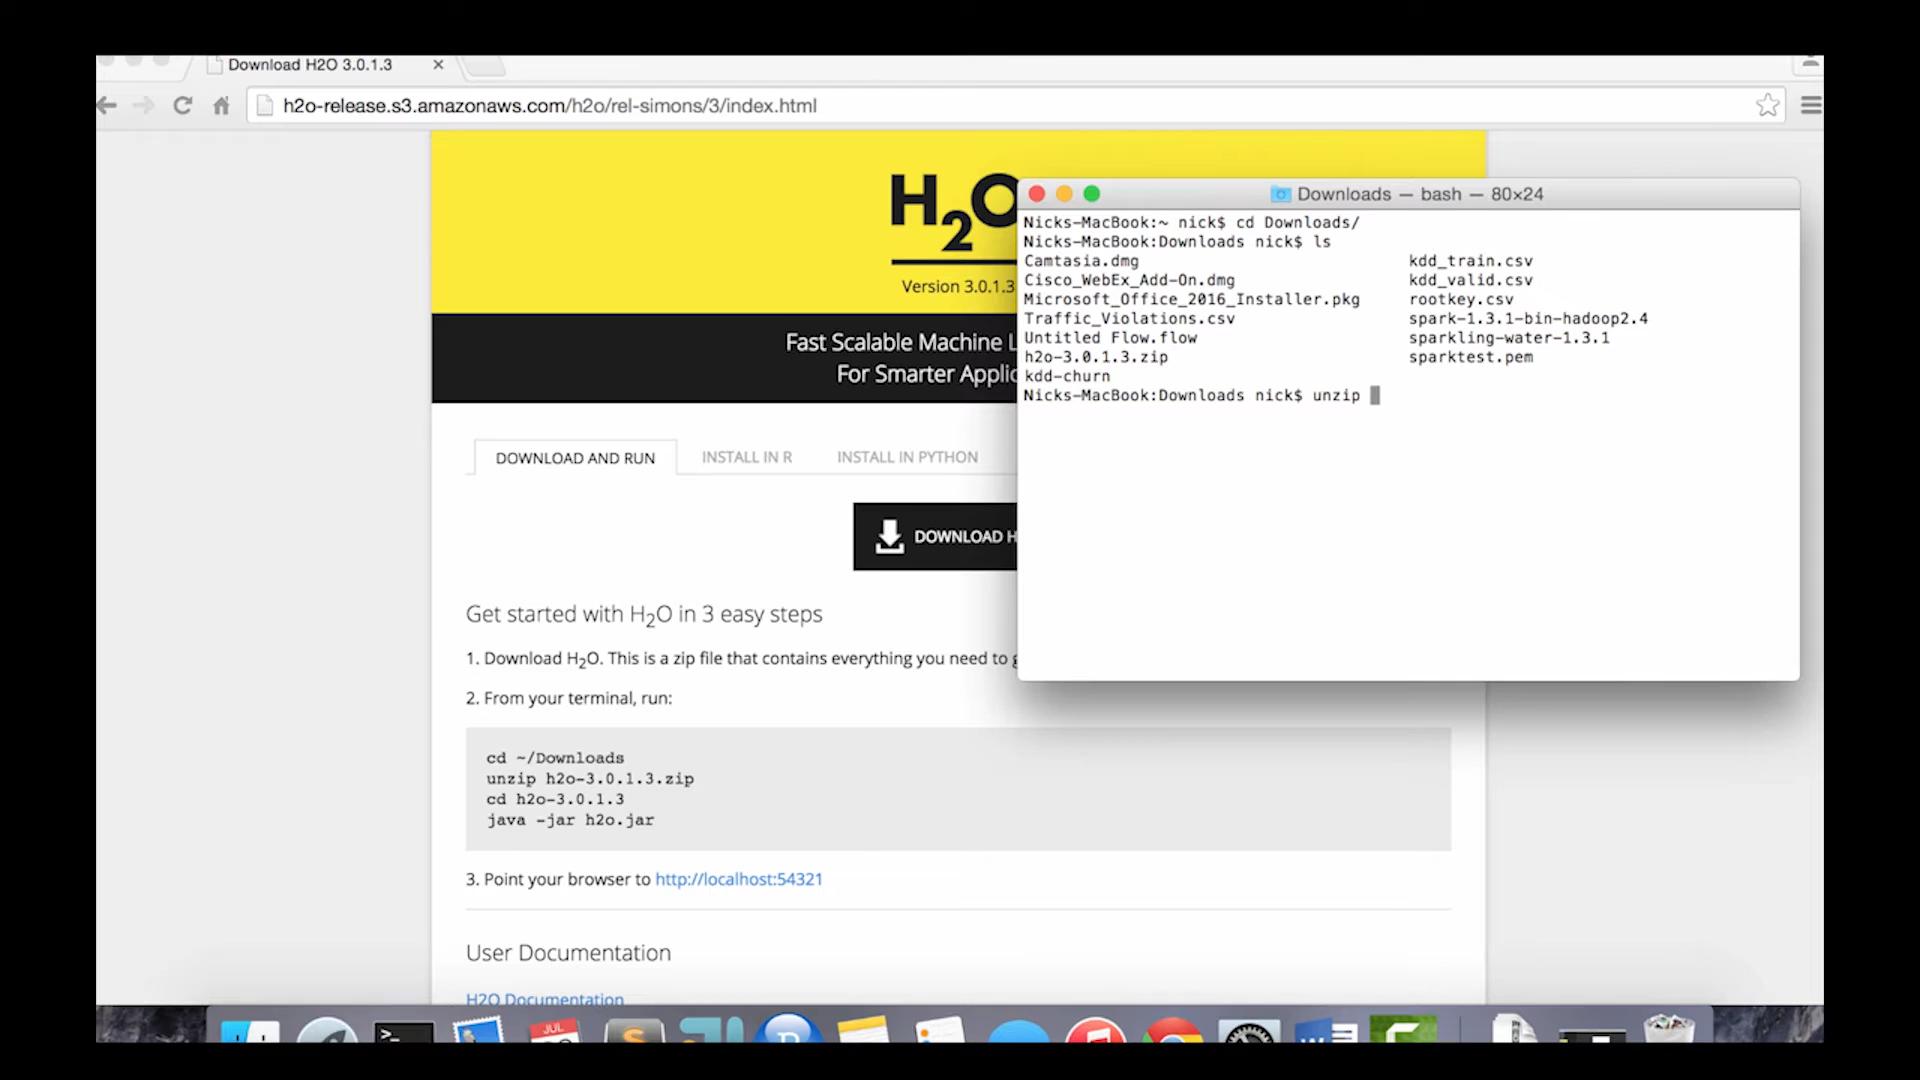 Download H2O 3.0.1.3
h2o-release.s3.amazonaws.com/h2o/rel-simons/3/index.html
H2O
Version 3.0.1.3
Fast Scalable Machine
For Smarter
DOWNLOAD AND RUN
INSTALL IN R
INSTALL IN PYTHON
DOWNLOAD H
Get started with H2O in 3 easy steps
1. Download H2O. This is a zip file that contains everything you need to
2. From your terminal, run:
cd ~/Downloads
unzip h2o-3.0.1.3.zip
cd h2o-3.0.1.3
java -jar h2o.jar
3. Point your browser to http://localhost:54321
User Documentation
H2O Documentation
Downloads — bash — 80×24
Nicks-MacBook:~ nick$ cd Downloads/
Nicks-MacBook:Downloads nick$ ls
Camtasia.dmg kdd_train.csv
Cisco_WebEx_Add-On.dmg kdd_valid.csv
Microsoft_Office_2016_Installer.pkg rootkey.csv
Traffic_Violations.csv spark-1.3.1-bin-hadoop2.4
Untitled Flow.flow sparkling-water-1.3.1
h2o-3.0.1.3.zip sparktest.pem
kdd-churn
Nicks-MacBook:Downloads nick$ unzip
JUL